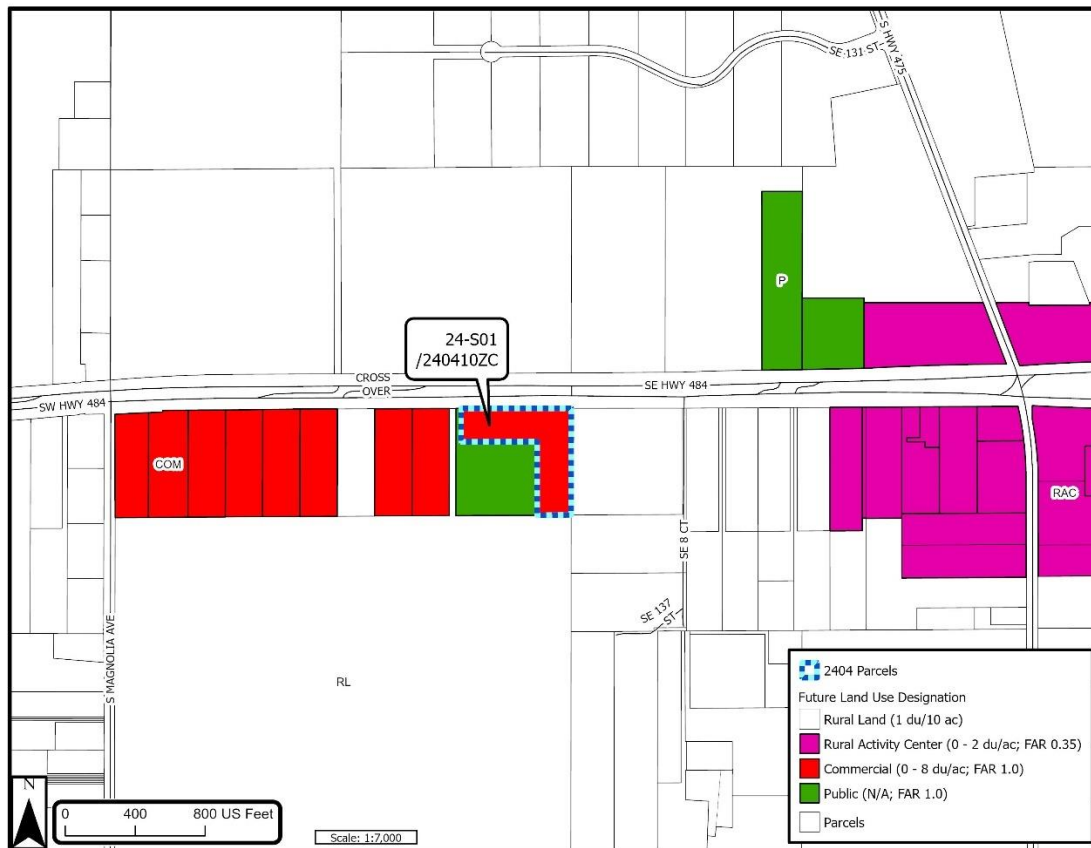 SE 131 ST
S HWY 475
P
24-S01
/240410ZC
CROSS
OVER
SE HWY 484
SW HWY 484
COM
RAC
SE 8 CT
SE 137
ST
S MAGNOLIA AVE
RL
2404 Parcels
Future Land Use Designation
Rural Land (1 du/10 ac)
Rural Activity Center (0 - 2 du/ac; FAR 0.35)
Commercial (0 - 8 du/ac; FAR 1.0)
Public (N/A; FAR 1.0)
Parcels
N
0 400 800 US Feet
Scale: 1:7,000